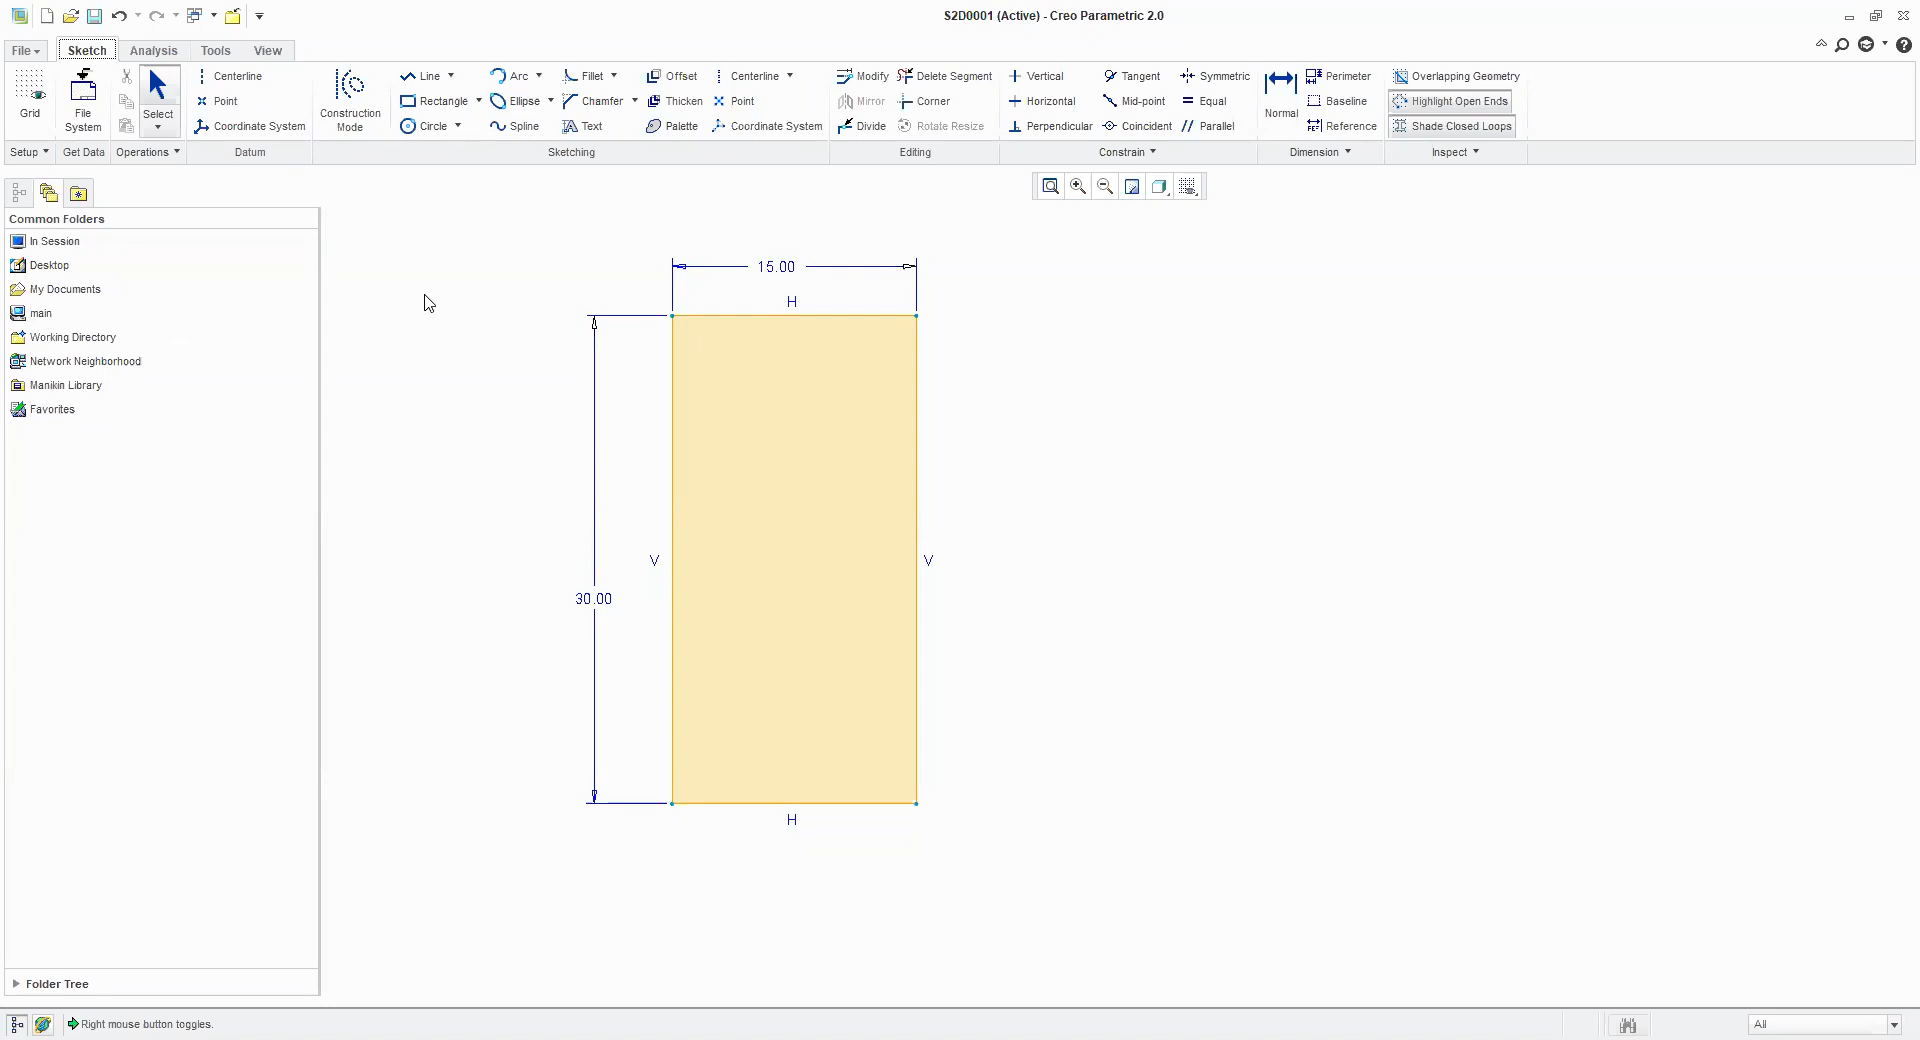 S2D0001 (Active) - Creo Parametric 2.0
File Sketch Analysis Tools View
Grid
File System
Select
Centerline
Point
Coordinate System
Construction Mode
Line Arc Fillet Offset Centerline
Rectangle Ellipse Chamfer Thicken Point
Circle Spline Text Palette Coordinate System
Modify Delete Segment
Mirror Corner
Divide Rotate Resize
Vertical Tangent Symmetric
Horizontal Mid-point Equal
Perpendicular Coincident Parallel
Normal
Perimeter
Baseline
Reference
Overlapping Geometry
Highlight Open Ends
Shade Closed Loops
Setup Get Data Operations Datum Sketching Editing Constrain Dimension Inspect
Common Folders
In Session
Desktop
My Documents
main
Working Directory
Network Neighborhood
Manikin Library
Favorites
Folder Tree
15.00
H
V
V
30.00
H
Right mouse button toggles.
All